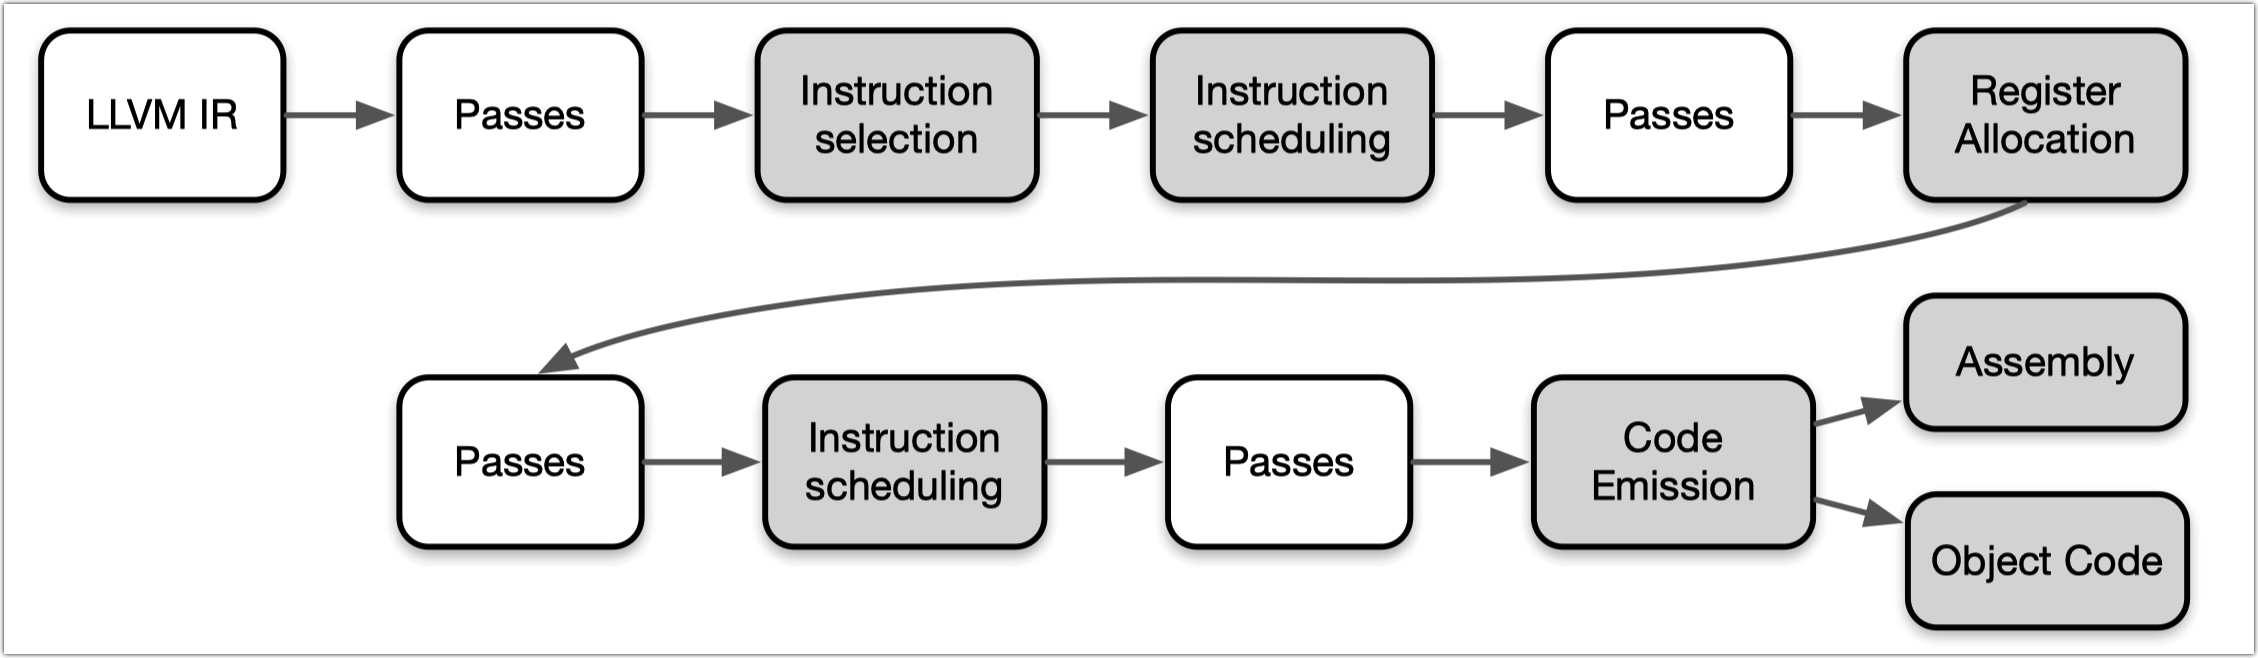 LLVM IR
Passes
Instruction
selection
Instruction
scheduling
Passes
Register
Allocation
Passes
Instruction
scheduling
Passes
Code
Emission
Assembly
Object Code